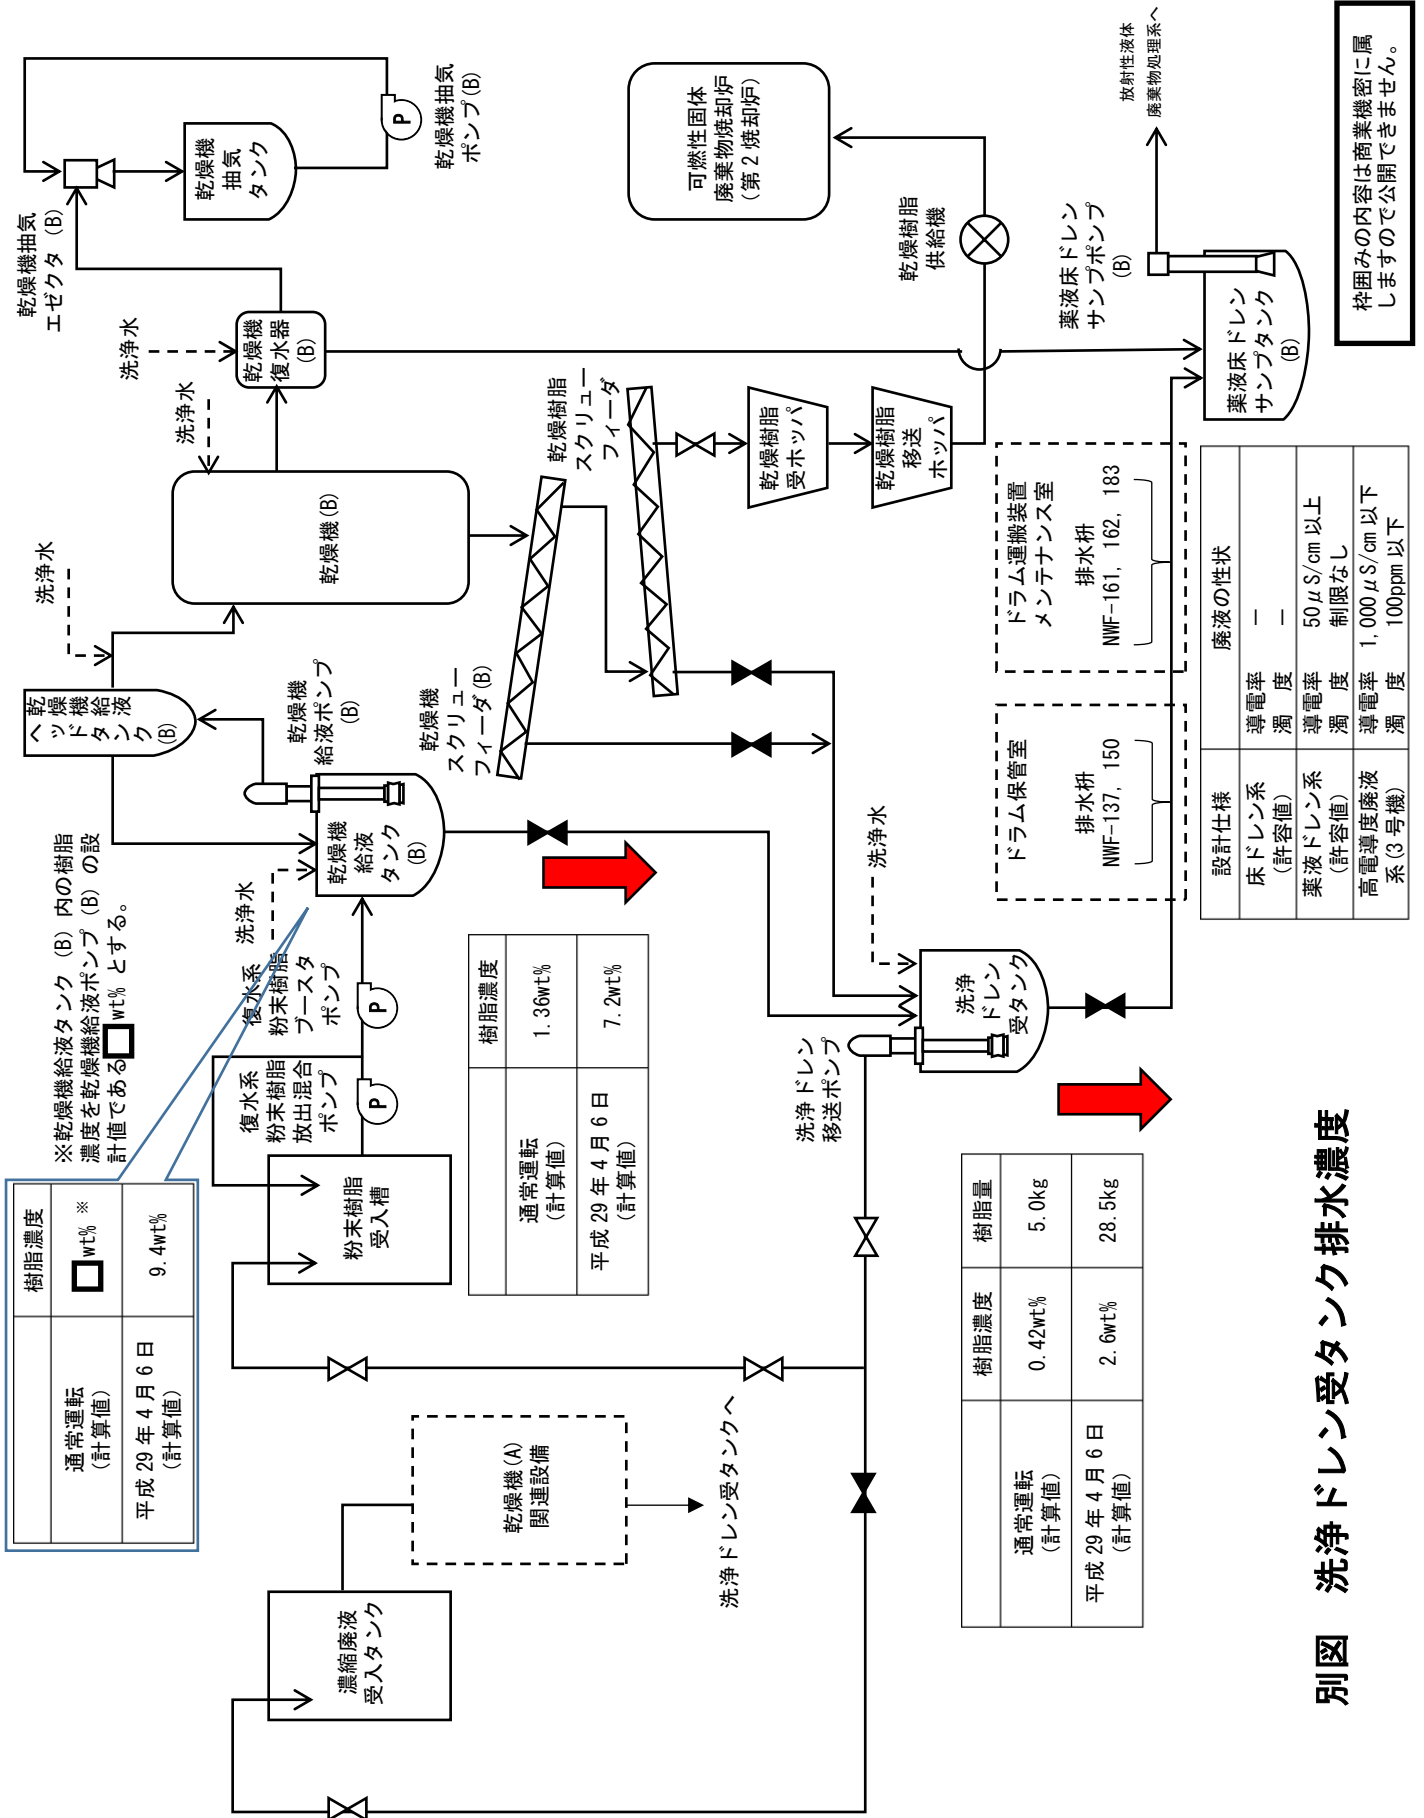 乾燥機抽気
エゼクタ (B)
乾燥機
抽気
タンク
P
乾燥機抽気
ポンプ(B)
洗浄水
乾燥機
復水器
(B)
洗浄水
乾燥機(B)
洗浄水
乾燥機給液
ヘッドタンク
(B)
乾燥機
給液ポンプ
(B)
乾燥機
給液
タンク
(B)
洗浄水
※乾燥機給液タンク (B) 内の樹脂
濃度を乾燥機給液ポンプ (B) の設
計値である□wt% とする。
樹脂濃度
通常運転
(計算値)
□wt% ※
平成 29 年 4 月 6 日
(計算値)
9.4wt%
復水系
粉末樹脂
ブースタ
ポンプ
P
復水系
粉末樹脂
放出混合
ポンプ
P
粉末樹脂
受入槽
濃縮廃液
受入タンク
乾燥機(A)
関連設備
洗浄ドレン受タンクへ
樹脂濃度
通常運転
(計算値)
1.36wt%
平成 29 年 4 月 6 日
(計算値)
7.2wt%
乾燥機
スクリュー
フィーダ(B)
乾燥樹脂
スクリュー
フィーダ
乾燥樹脂
受ホッパ
乾燥樹脂
移送
ホッパ
乾燥樹脂
供給機
可燃性固体
廃棄物焼却炉
(第 2 焼却炉)
薬液床ドレン
サンプポンプ
(B)
放射性液体
廃棄物処理系へ
薬液床ドレン
サンプタンク
(B)
ドラム運搬装置
メンテナンス室
排水枡
NWF-161, 162, 183
ドラム保管室
排水枡
NWF-137, 150
洗浄水
洗浄
ドレン
受タンク
洗浄ドレン
移送ポンプ
樹脂濃度 樹脂量
通常運転
(計算値)
0.42wt% 5.0kg
平成 29 年 4 月 6 日
(計算値)
2.6wt% 28.5kg
設計仕様 廃液の性状
床ドレン系
(許容値)
導電率 －
濁 度 －
薬液ドレン系
(許容値)
導電率 50μS/cm 以上
濁 度 制限なし
高電導度廃液
系(3 号機)
導電率 1,000μS/cm 以下
濁 度 100ppm 以下
枠囲みの内容は商業機密に属
しますので公開できません。
別図 洗浄ドレン受タンク排水濃度